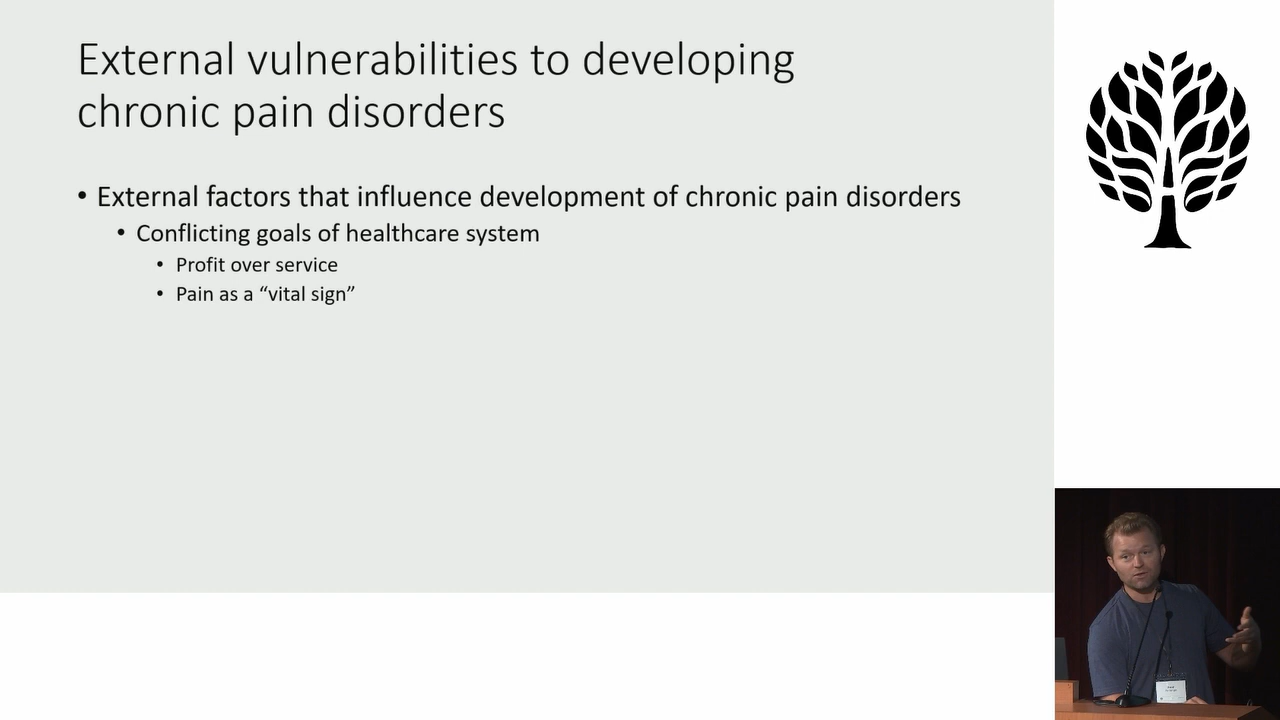 External vulnerabilities to developing
chronic pain disorders
• External factors that influence development of chronic pain disorders
• Conflicting goals of healthcare system
• Profit over service
• Pain as a “vital sign”